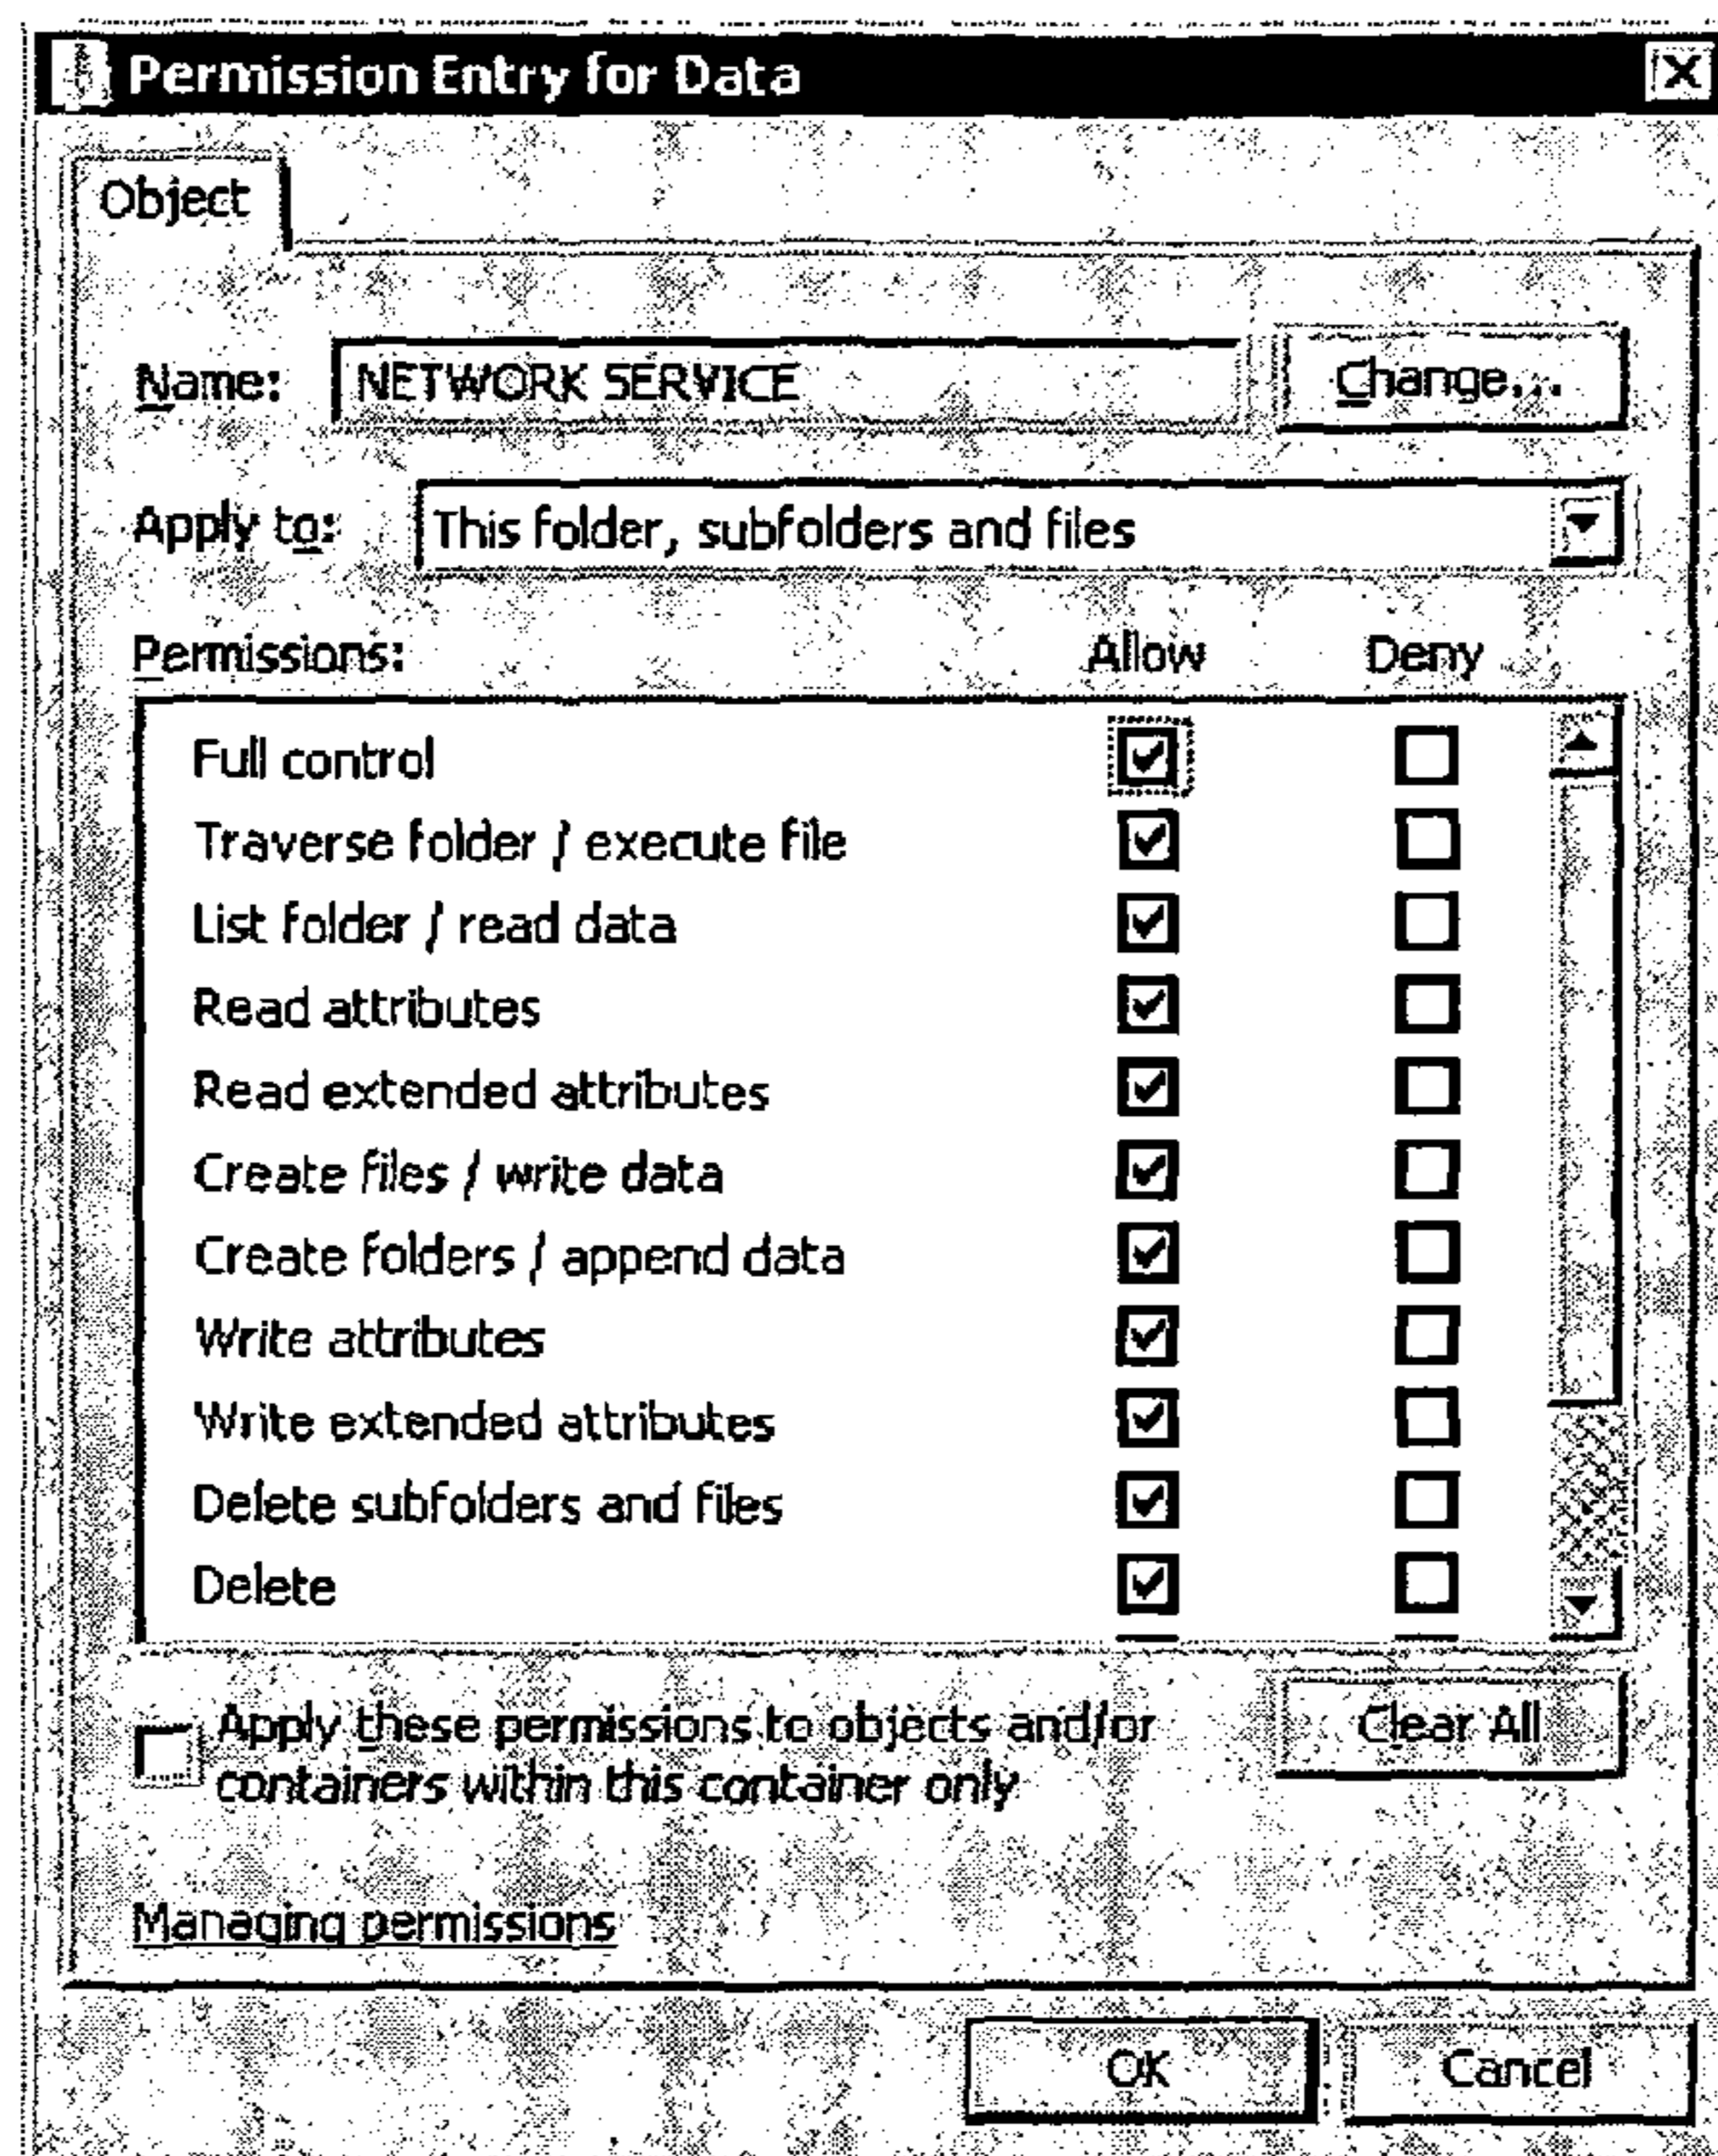 Permission Entry for Data
Object
Name: NETWORK SERVICE Change...
Apply to: This folder, subfolders and files
Permissions: Allow Deny
Full control
Traverse folder / execute file
List folder / read data
Read attributes
Read extended attributes
Create files / write data
Create folders / append data
Write attributes
Write extended attributes
Delete subfolders and files
Delete
Apply these permissions to objects and/or Clear All
containers within this container only
Managing permissions
OK Cancel